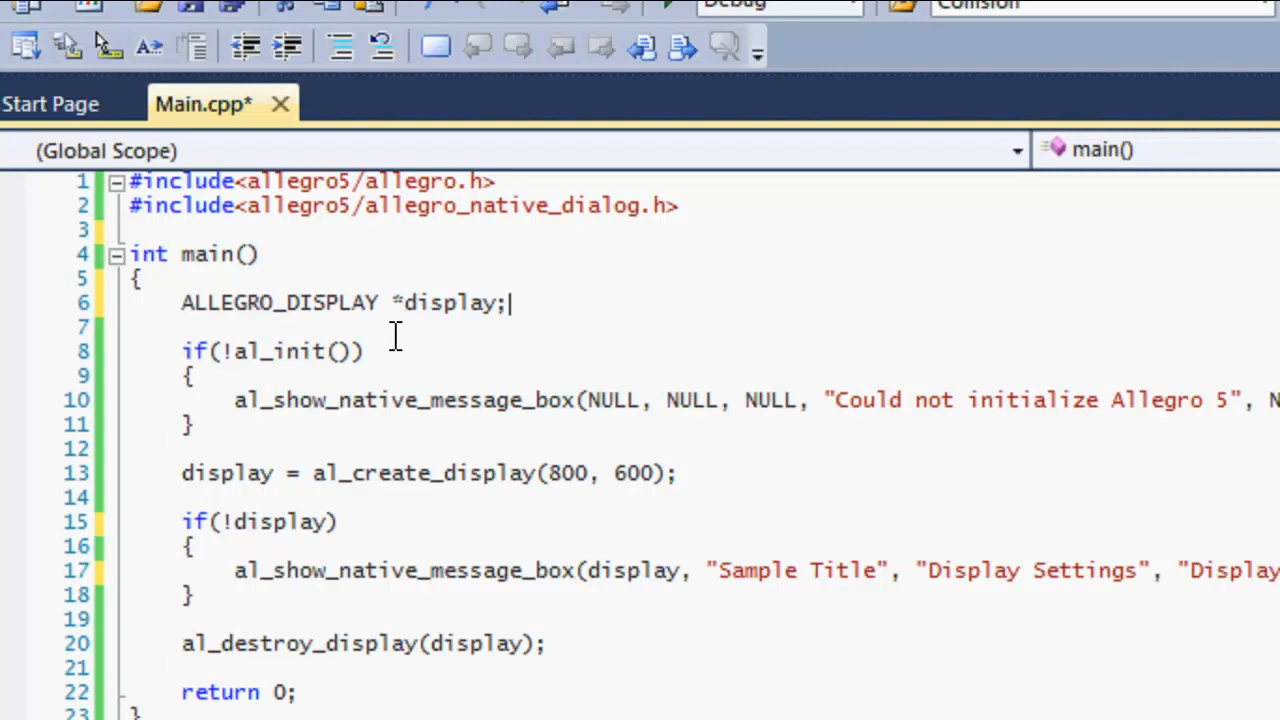 Debug Collision
Start Page Main.cpp*
(Global Scope) main()
1 #include<allegro5/allegro.h>
2 #include<allegro5/allegro_native_dialog.h>
3
4 int main()
5 {
6 ALLEGRO_DISPLAY *display;
7
8 if(!al_init())
9 {
10 al_show_native_message_box(NULL, NULL, NULL, "Could not initialize Allegro 5", N
11 }
12
13 display = al_create_display(800, 600);
14
15 if(!display)
16 {
17 al_show_native_message_box(display, "Sample Title", "Display Settings", "Display
18 }
19
20 al_destroy_display(display);
21
22 return 0;
23 }